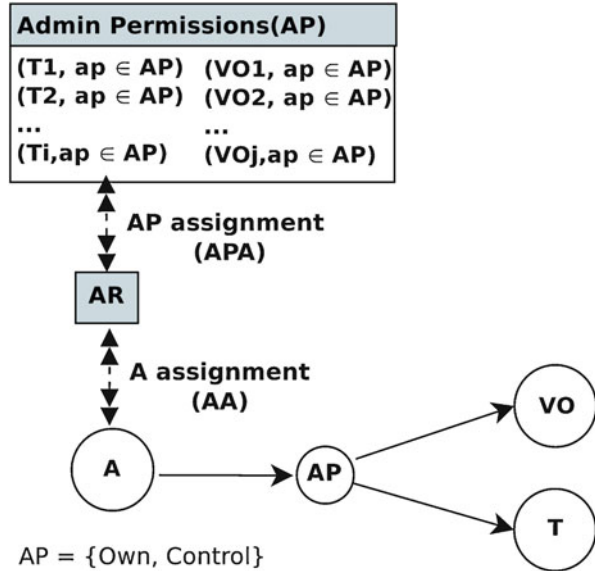 Admin Permissions(AP)
(T1, ap ∈ AP) (VO1, ap ∈ AP)
(T2, ap ∈ AP) (VO2, ap ∈ AP)
... ...
(Ti,ap ∈ AP) (VOj,ap ∈ AP)
AP assignment
(APA)
AR
A assignment
(AA)
VO
A
AP
T
AP = {Own, Control}